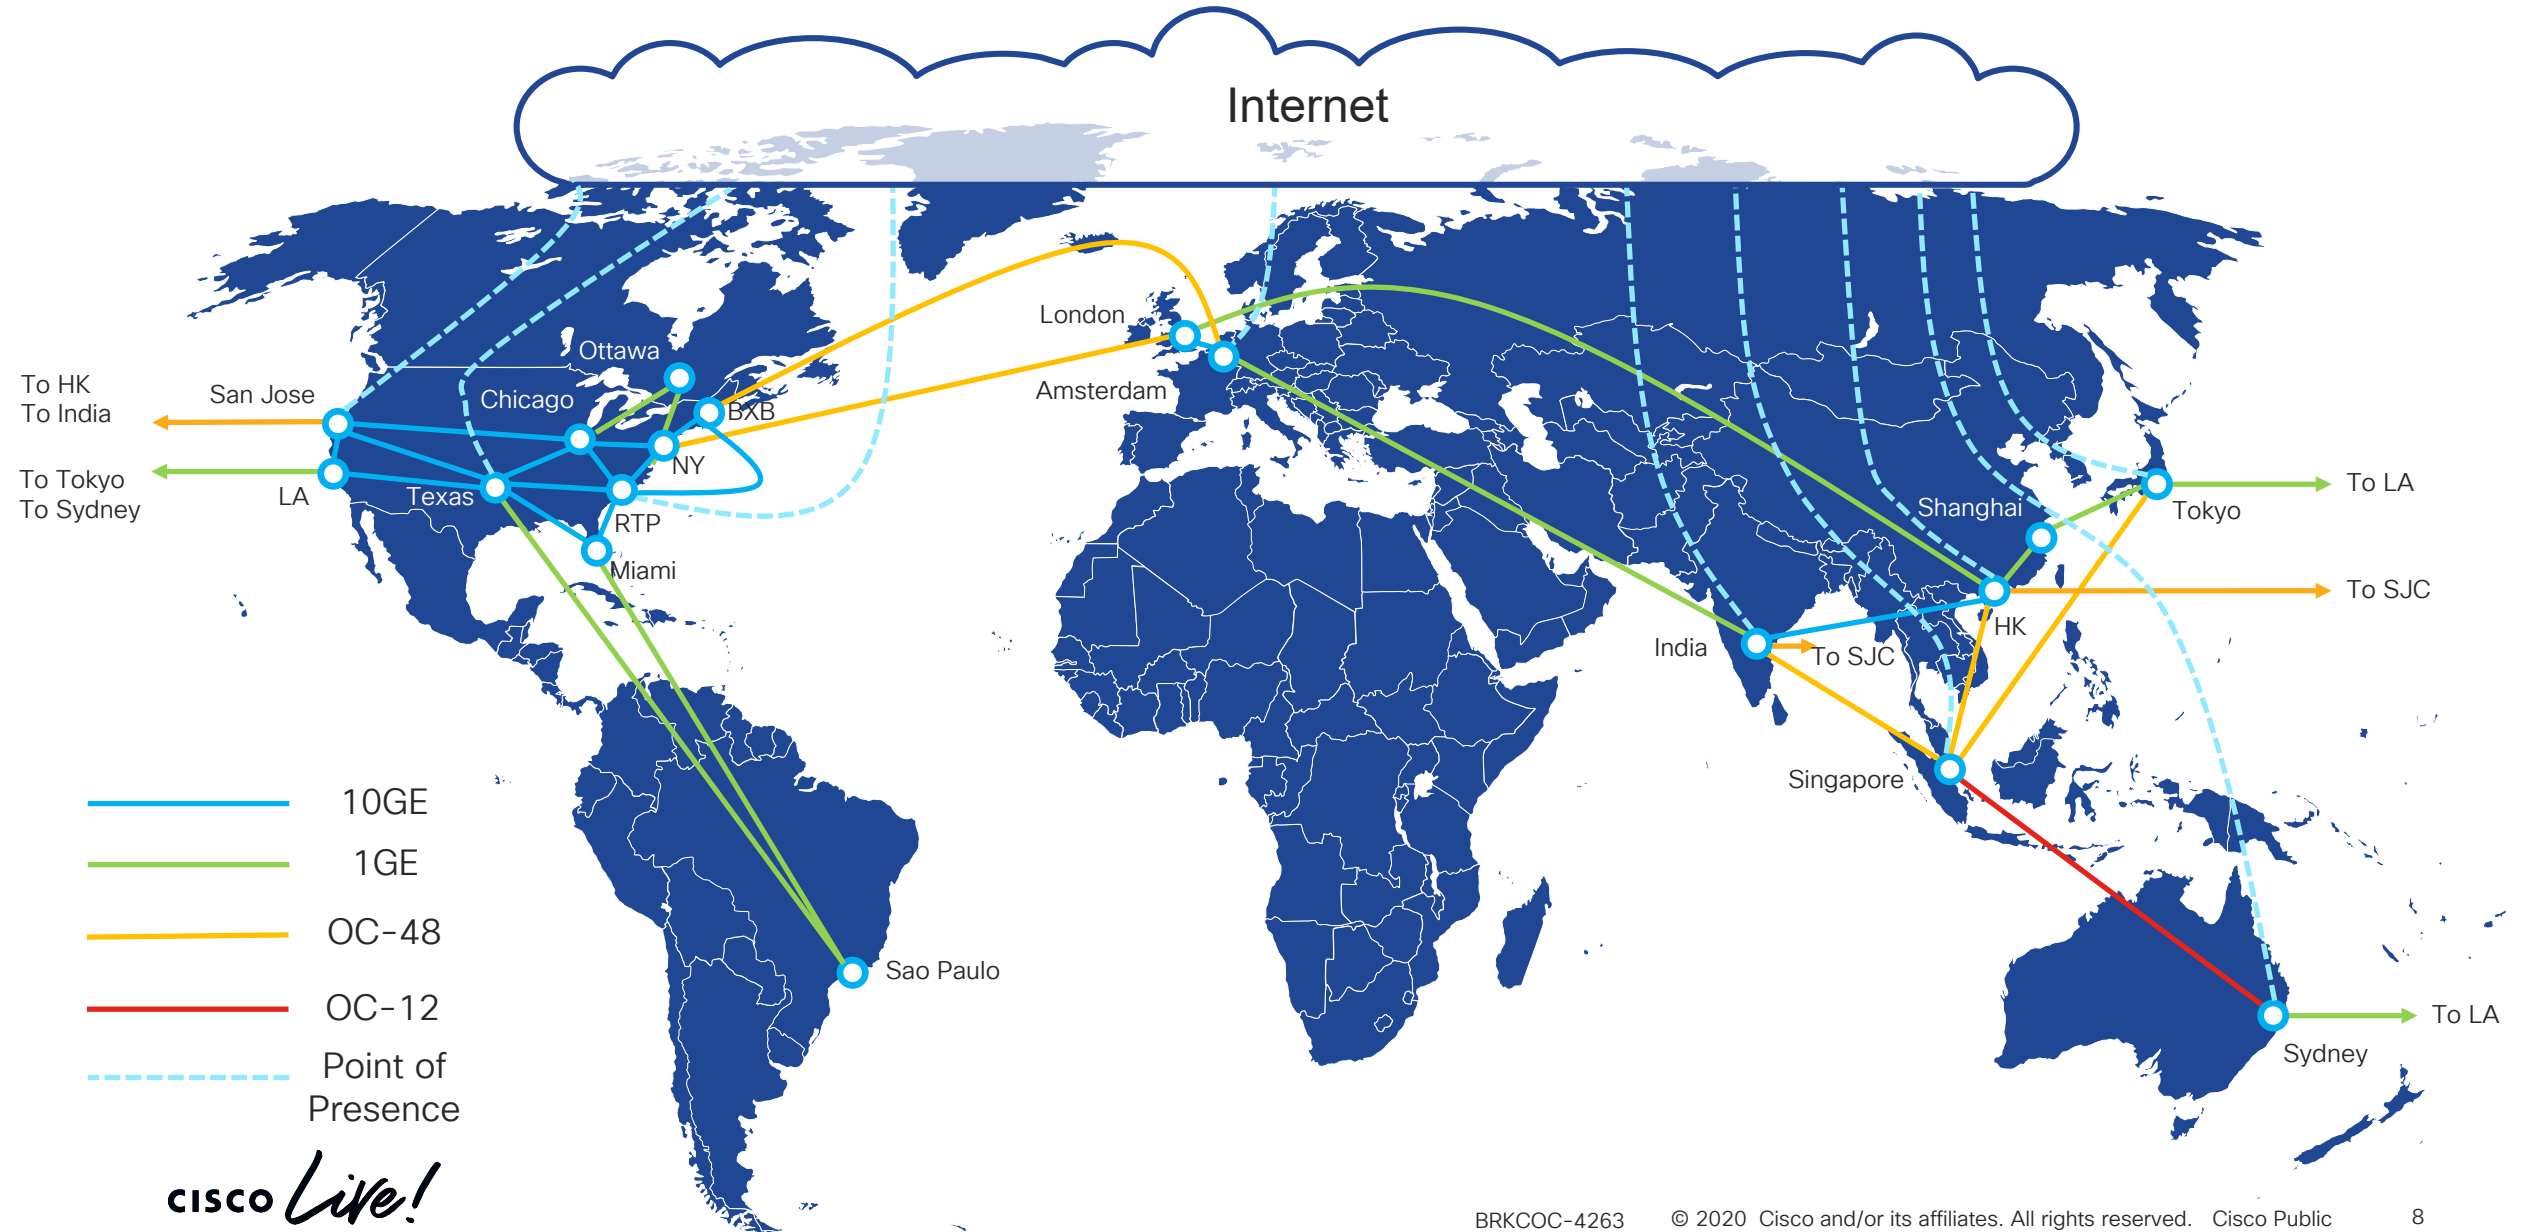 Internet
London
Ottawa
To HK
To India
San Jose
Chicago
Amsterdam
BXB
NY
To Tokyo
To Sydney
LA
Texas
RTP
Miami
Shanghai
Tokyo
To LA
To SJC
HK
India
To SJC
Singapore
10GE
1GE
OC-48
Sao Paulo
OC-12
To LA
Sydney
Point of
Presence
cisco Live!
BRKCOC-4263 © 2020 Cisco and/or its affiliates. All rights reserved. Cisco Public 8